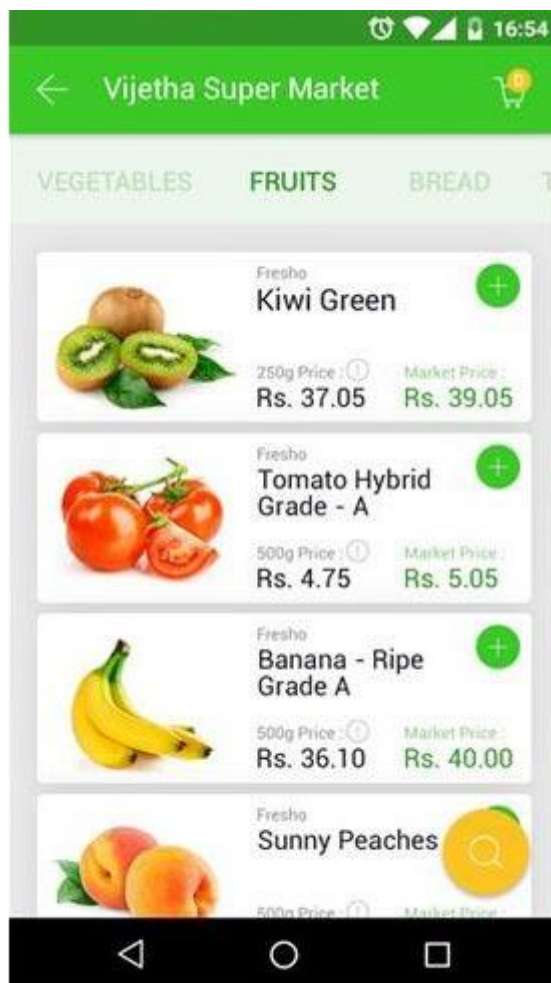 16:54
Vijetha Super Market
0
VEGETABLES FRUITS BREAD T
Fresho
Kiwi Green
250g Price : Market Price :
Rs. 37.05 Rs. 39.05
Fresho
Tomato Hybrid
Grade - A
500g Price : Market Price :
Rs. 4.75 Rs. 5.05
Fresho
Banana - Ripe
Grade A
500g Price : Market Price :
Rs. 36.10 Rs. 40.00
Fresho
Sunny Peaches
500g Price : Market Price :